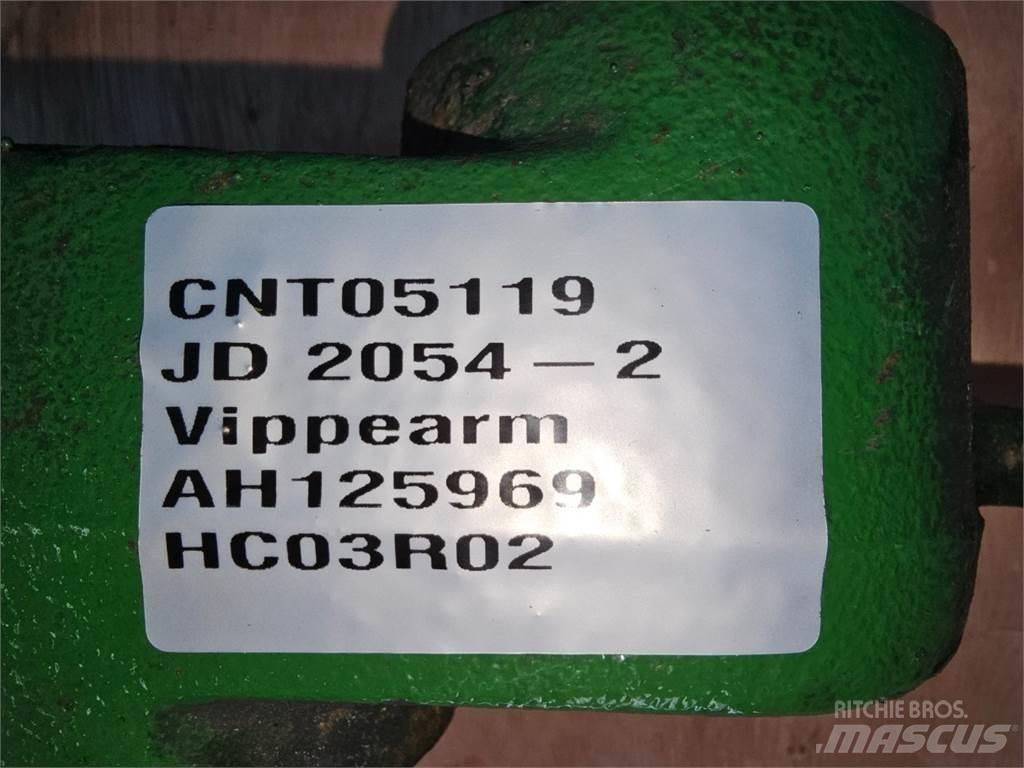 CNT05119
JD 2054 – 2
Vippearm
AH125969
HC03R02
RITCHIE BROS.
MASCUS